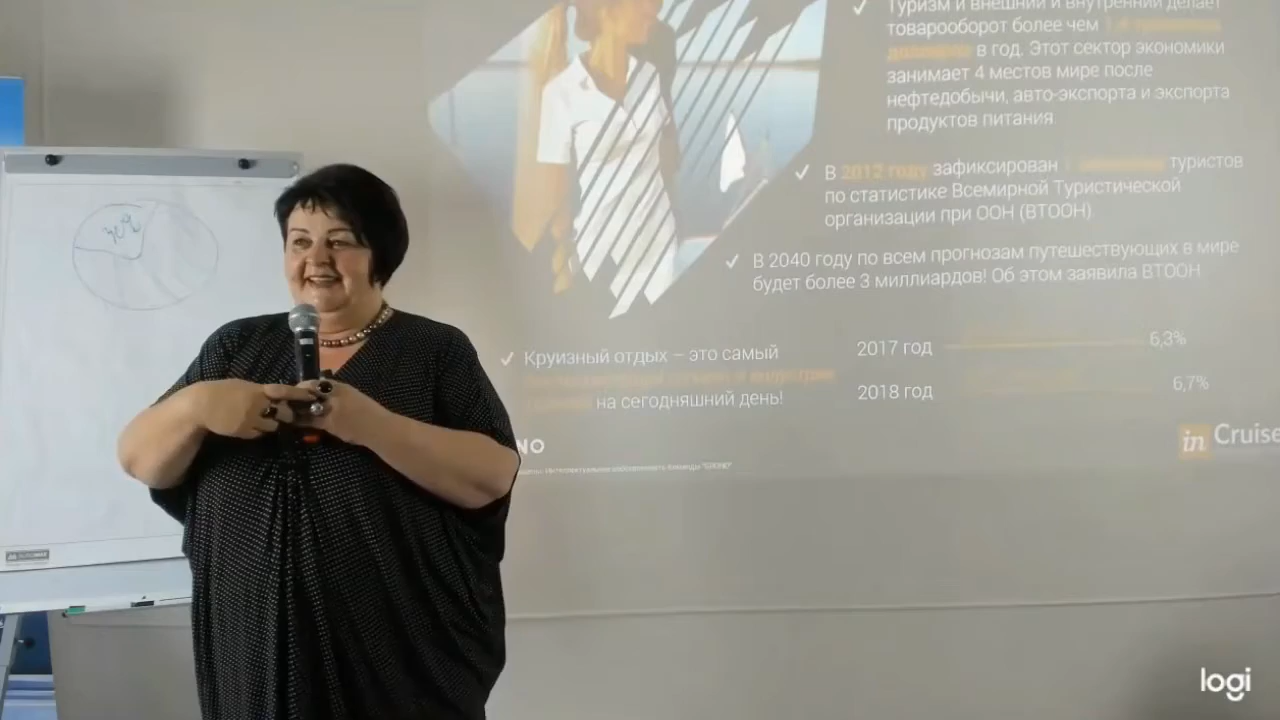 Туризм и внешний и внутренний делает
товарооборот более чем
в год. Этот сектор экономики
занимает 4 местов мире после
нефтедобычи, авто-экспорта и экспорта
продуктов питания.
В 2012 году зафиксирован туристов
по статистике Всемирной Туристической
организации при ООН (ВТООН)
В 2040 году по всем прогнозам путешествующих в мире
будет более 3 миллиардов! Об этом заявила ВТООН
Круизный отдых – это самый
на сегодняшний день!
2017 год 6,3%
2018 год 6,7%
NO
in Cruise
logi